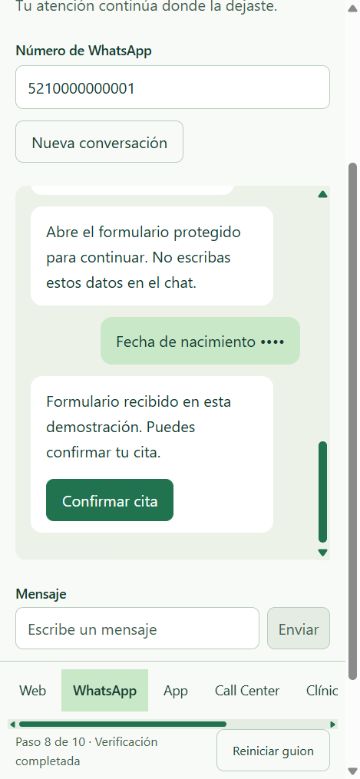 Tu atención continúa donde la dejaste.
Número de WhatsApp
5210000000001
Nueva conversación
Abre el formulario protegido
para continuar. No escribas
estos datos en el chat.
Fecha de nacimiento ••••
Formulario recibido en esta
demostración. Puedes
confirmar tu cita.
Confirmar cita
Mensaje
Escribe un mensaje
Enviar
Web WhatsApp App Call Center Clínic
Paso 8 de 10 · Verificación
completada
Reiniciar guion